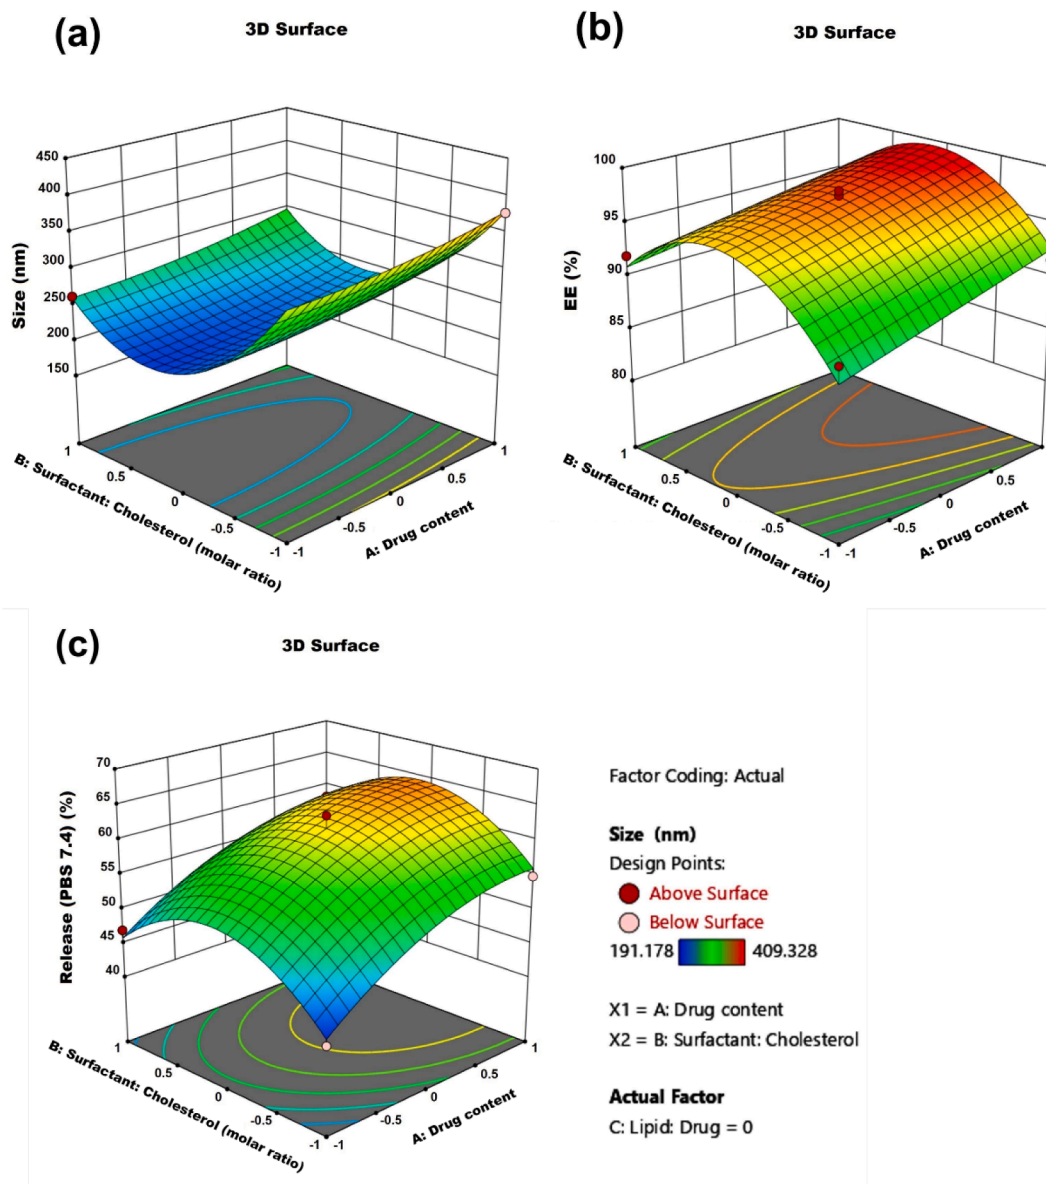 (a)
3D Surface
450
400
350
300
250
200
150
Size (nm)
1
0.5
0
-0.5
-1
B: Surfactant: Cholesterol (molar ratio)
-1
-0.5
0
0.5
1
A: Drug content
(b)
3D Surface
100
95
90
85
80
EE (%)
1
0.5
0
-0.5
-1
B: Surfactant: Cholesterol (molar ratio)
-1
-0.5
0
0.5
A: Drug content
(c)
3D Surface
70
65
60
55
50
45
40
Release (PBS 7.4) (%)
1
0.5
0
-0.5
-1
B: Surfactant: Cholesterol (molar ratio)
-1
-0.5
0
0.5
1
A: Drug content
Factor Coding: Actual
Size (nm)
Design Points:
Above Surface
Below Surface
191.178 409.328
X1 = A: Drug content
X2 = B: Surfactant: Cholesterol
Actual Factor
C: Lipid: Drug = 0